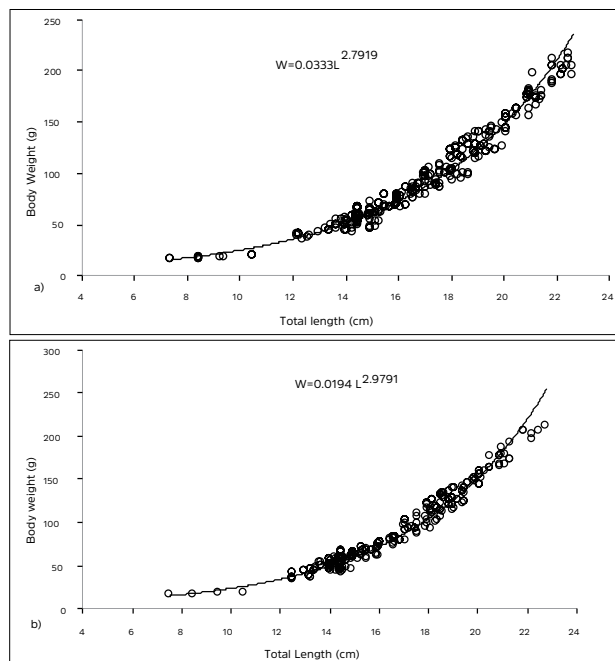 250
200
150
100
50
0
Body Weight (g)
W=0.0333L2.7919
a)
4 6 8 10 12 14 16 18 20 22 24
Total length (cm)
300
250
200
150
100
50
0
Body weight (g)
W=0.0194 L2.9791
b)
4 6 8 10 12 14 16 18 20 22 24
Total Length (cm)